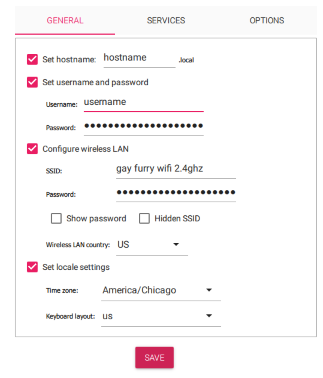 GENERAL SERVICES OPTIONS
Set hostname: hostname .local
Set username and password
Username: username
Password: ●●●●●●●●●●●●●●●●●●
Configure wireless LAN
SSID: gay furry wifi 2.4ghz
Password: ●●●●●●●●●●●●●●●●●●
Show password Hidden SSID
Wireless LAN country: US
Set locale settings
Time zone: America/Chicago
Keyboard layout: us
SAVE